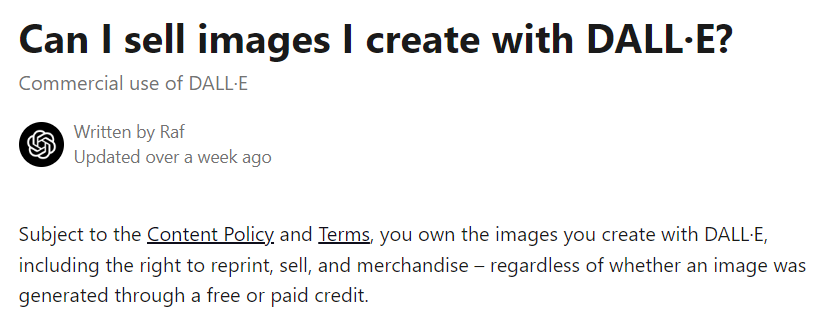 Can I sell images I create with DALL·E?
Commercial use of DALL·E
Written by Raf
Updated over a week ago
Subject to the Content Policy and Terms, you own the images you create with DALL·E,
including the right to reprint, sell, and merchandise – regardless of whether an image was
generated through a free or paid credit.